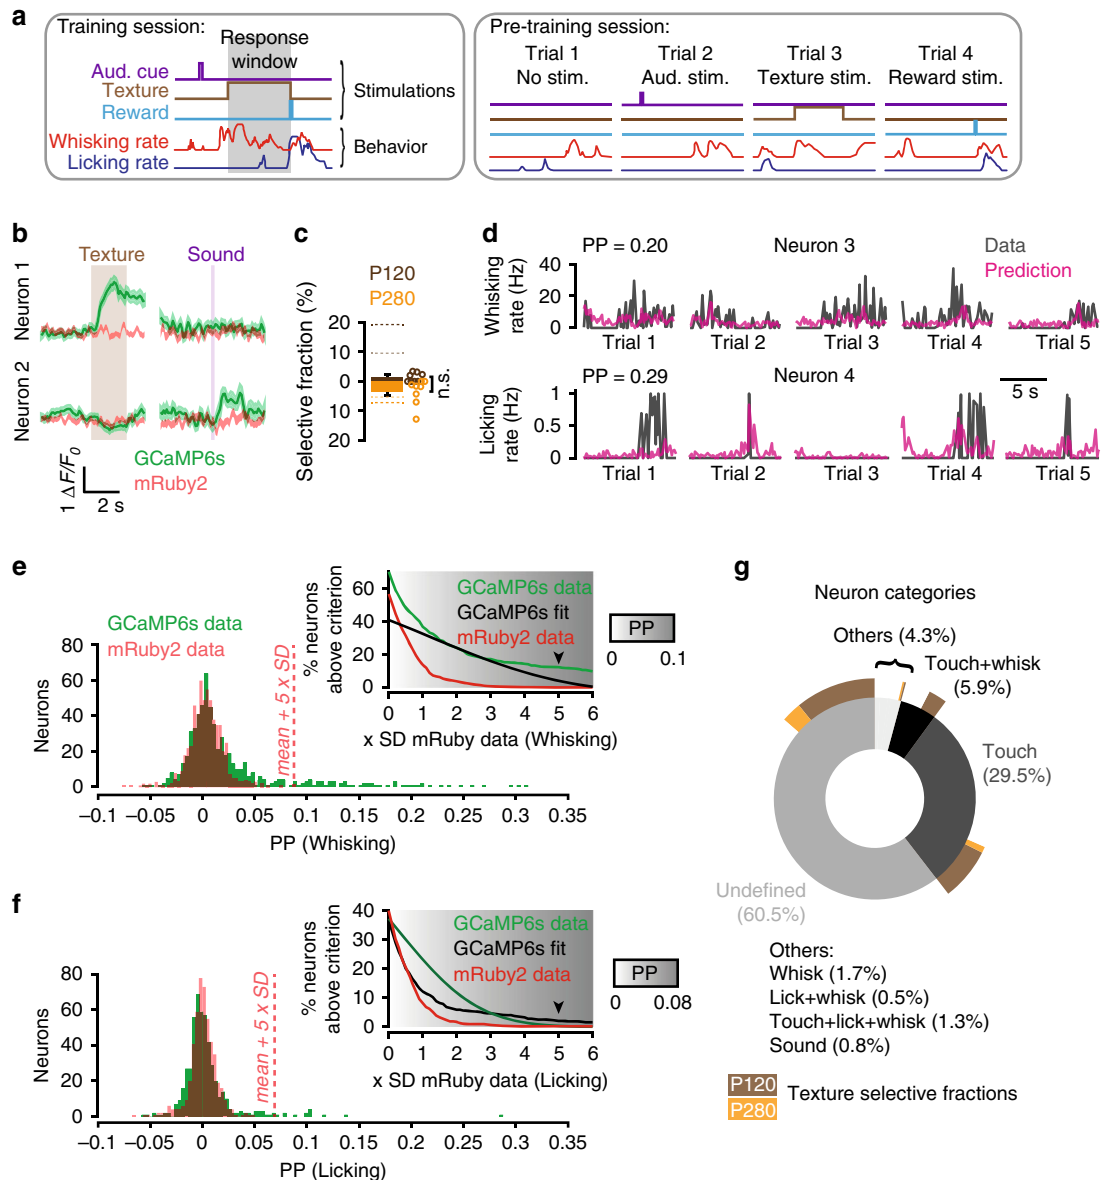 a
Training session:
Response window
Aud. cue
Texture
Reward
Stimulations
Whisking rate
Licking rate
Behavior
Pre-training session:
Trial 1
No stim.
Trial 2
Aud. stim.
Trial 3
Texture stim.
Trial 4
Reward stim.
b
Texture
Sound
Neuron 1
Neuron 2
GCaMP6s
mRuby2
1 ΔF/F0
2 s
c
P120
P280
Selective fraction (%)
20
10
0
10
20
n.s.
d
PP = 0.20
Neuron 3
Data
Prediction
Whisking rate (Hz)
40
20
0
Trial 1
Trial 2
Trial 3
Trial 4
Trial 5
PP = 0.29
Neuron 4
5 s
Licking rate (Hz)
1
0.5
0
Trial 1
Trial 2
Trial 3
Trial 4
Trial 5
e
GCaMP6s data
mRuby2 data
Neurons
80
60
40
20
0
mean + 5 x SD
–0.1 –0.05 0 0.05 0.1 0.15 0.2 0.25 0.3 0.35
PP (Whisking)
% neurons above criterion
60
40
20
0
GCaMP6s data
GCaMP6s fit
mRuby2 data
0 1 2 3 4 5 6
x SD mRuby data (Whisking)
PP
0 0.1
f
Neurons
80
60
40
20
0
mean + 5 x SD
–0.1 –0.05 0 0.05 0.1 0.15 0.2 0.25 0.3 0.35
PP (Licking)
% neurons above criterion
40
30
20
10
0
GCaMP6s data
GCaMP6s fit
mRuby2 data
0 1 2 3 4 5 6
x SD mRuby data (Licking)
PP
0 0.08
g
Neuron categories
Others (4.3%)
Touch+whisk
(5.9%)
Touch
(29.5%)
Undefined
(60.5%)
Others:
Whisk (1.7%)
Lick+whisk (0.5%)
Touch+lick+whisk (1.3%)
Sound (0.8%)
P120
P280
Texture selective fractions